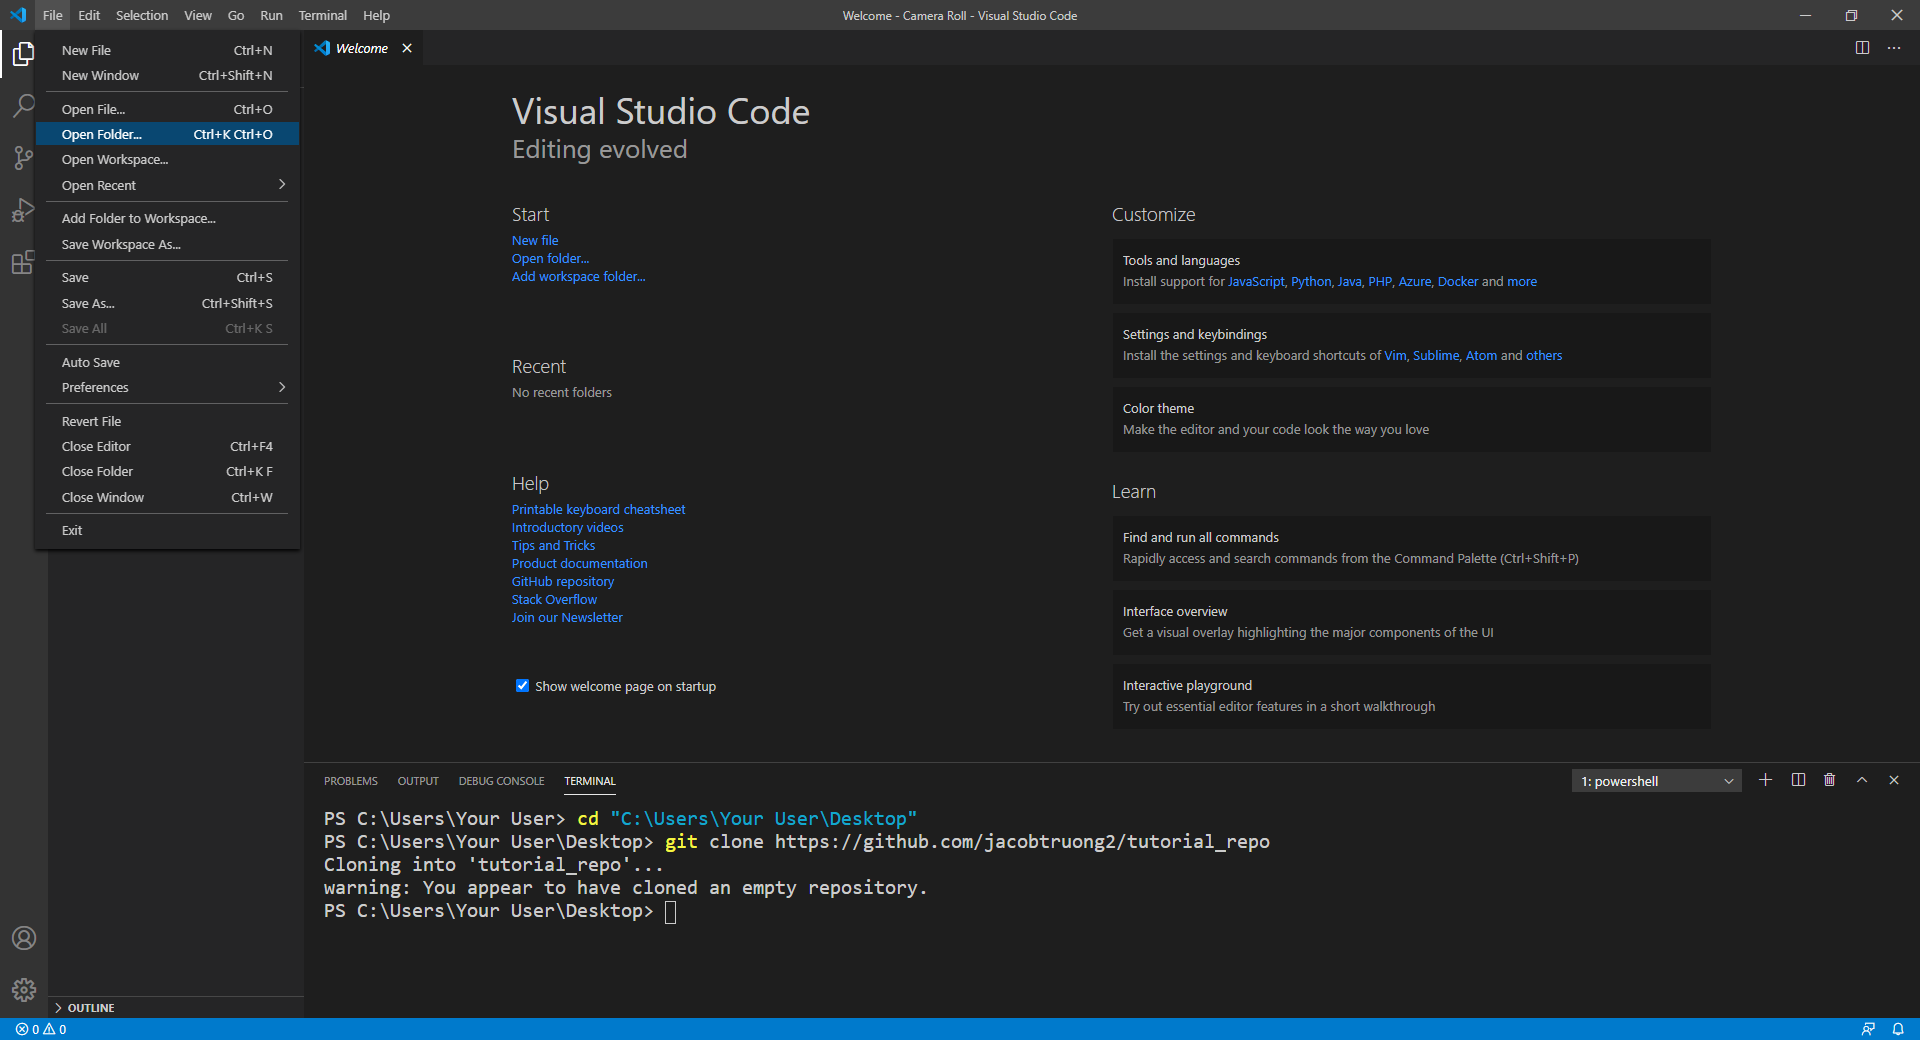 File Edit Selection View Go Run Terminal Help
Welcome - Camera Roll - Visual Studio Code
New File Ctrl+N
New Window Ctrl+Shift+N
Open File... Ctrl+O
Open Folder... Ctrl+K Ctrl+O
Open Workspace...
Open Recent
Add Folder to Workspace...
Save Workspace As...
Save Ctrl+S
Save As... Ctrl+Shift+S
Save All Ctrl+K S
Auto Save
Preferences
Revert File
Close Editor Ctrl+F4
Close Folder Ctrl+K F
Close Window Ctrl+W
Exit
Welcome
Visual Studio Code
Editing evolved
Start
New file
Open folder...
Add workspace folder...
Recent
No recent folders
Help
Printable keyboard cheatsheet
Introductory videos
Tips and Tricks
Product documentation
GitHub repository
Stack Overflow
Join our Newsletter
Show welcome page on startup
Customize
Tools and languages
Install support for JavaScript, Python, Java, PHP, Azure, Docker and more
Settings and keybindings
Install the settings and keyboard shortcuts of Vim, Sublime, Atom and others
Color theme
Make the editor and your code look the way you love
Learn
Find and run all commands
Rapidly access and search commands from the Command Palette (Ctrl+Shift+P)
Interface overview
Get a visual overlay highlighting the major components of the UI
Interactive playground
Try out essential editor features in a short walkthrough
PROBLEMS OUTPUT DEBUG CONSOLE TERMINAL
1: powershell
PS C:\Users\Your User> cd "C:\Users\Your User\Desktop"
PS C:\Users\Your User\Desktop> git clone https://github.com/jacobtruong2/tutorial_repo
Cloning into 'tutorial_repo'...
warning: You appear to have cloned an empty repository.
PS C:\Users\Your User\Desktop>
OUTLINE
0 0